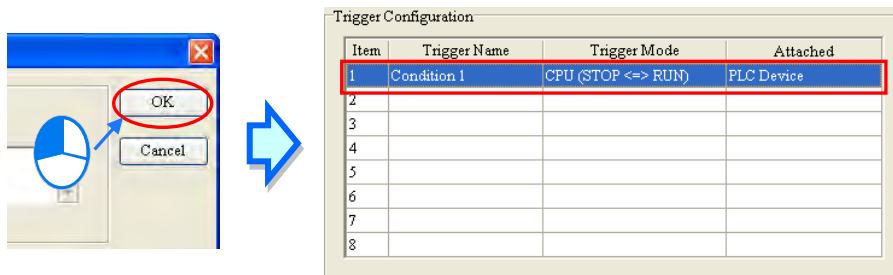 OK
Cancel
Trigger Configuration
Item Trigger Name Trigger Mode Attached
1 Condition 1 CPU (STOP <=> RUN) PLC Device
2
3
4
5
6
7
8